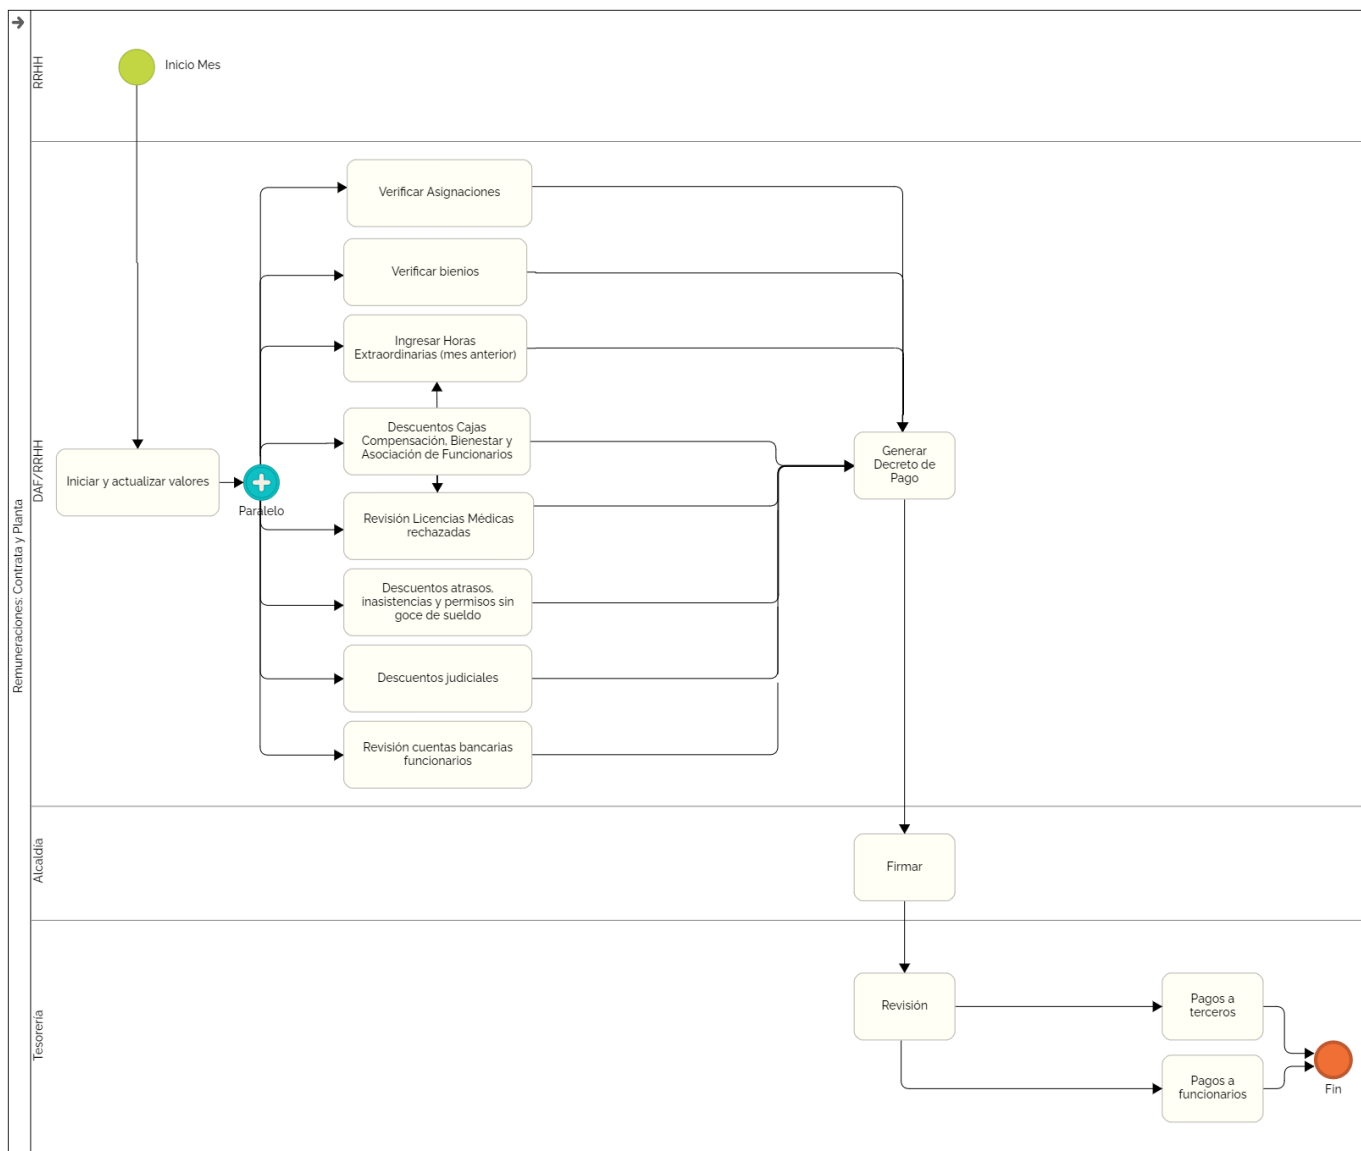 Remuneraciones: Contrata y Planta
RRHH
Inicio Mes
DAF/RRHH
Iniciar y actualizar valores
Paralelo
Verificar Asignaciones
Verificar bienios
Ingresar Horas
Extraordinarias (mes anterior)
Descuentos Cajas
Compensación, Bienestar y
Asociación de Funcionarios
Revisión Licencias Médicas
rechazadas
Descuentos atrasos,
inasistencias y permisos sin
goce de sueldo
Descuentos judiciales
Revisión cuentas bancarias
funcionarios
Generar
Decreto de
Pago
Alcaldía
Firmar
Tesorería
Revisión
Pagos a
terceros
Pagos a
funcionarios
Fin